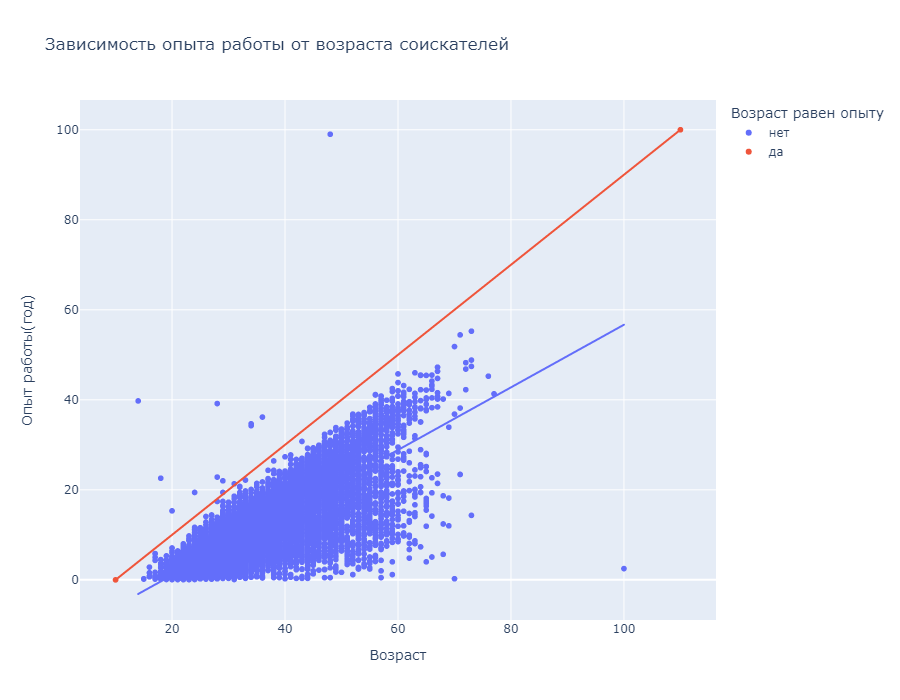 Зависимость опыта работы от возраста соискателей
Возраст равен опыту
нет
да
100
80
60
40
20
0
Опыт работы(год)
20
40
60
80
100
Возраст